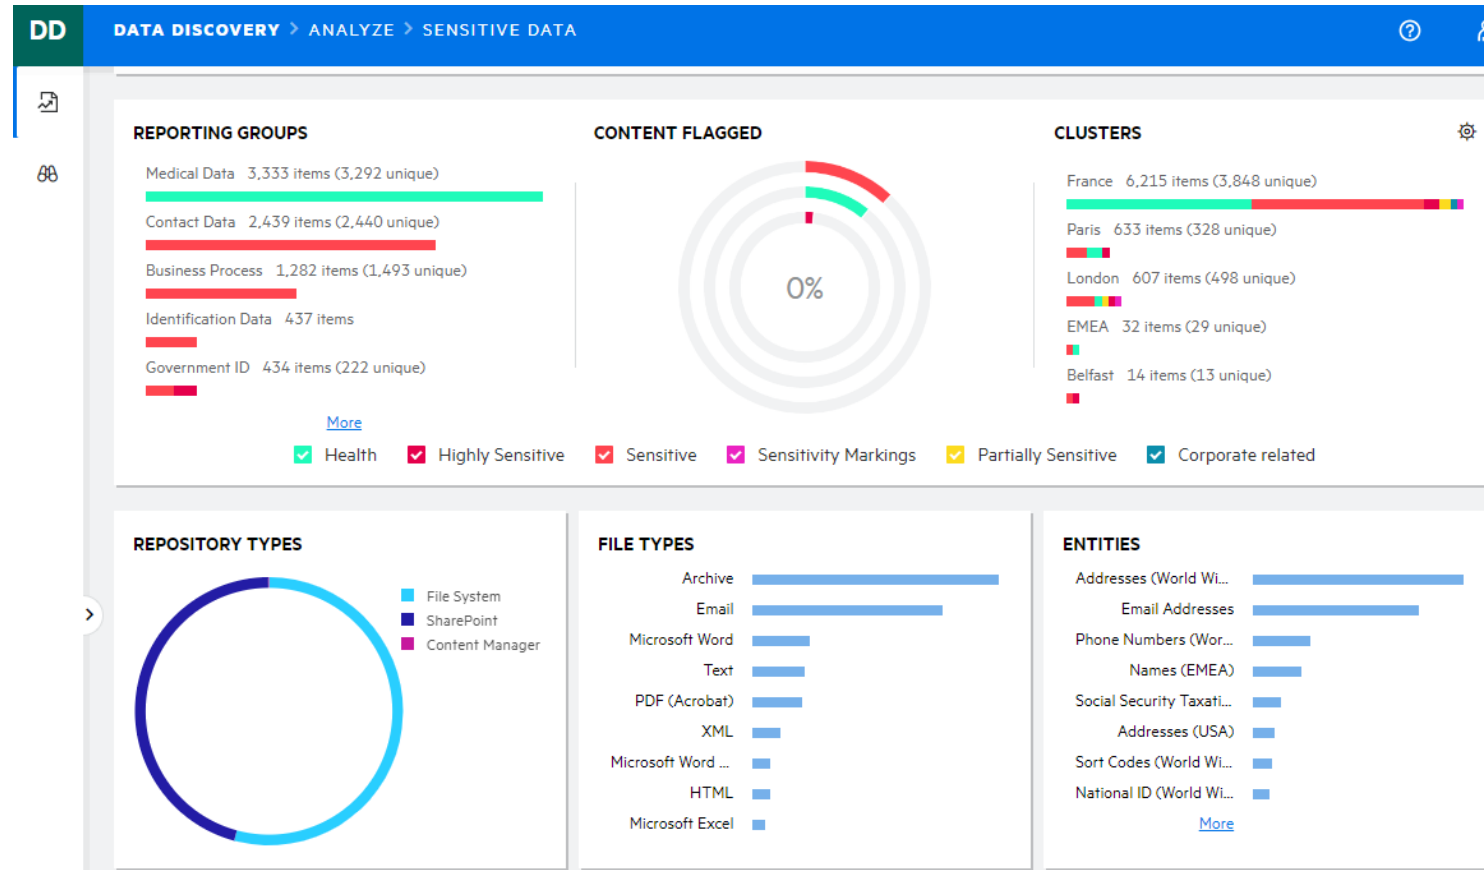 DD
DATA DISCOVERY > ANALYZE > SENSITIVE DATA
REPORTING GROUPS
Medical Data 3,333 items (3,292 unique)
Contact Data 2,439 items (2,440 unique)
Business Process 1,282 items (1,493 unique)
Identification Data 437 items
Government ID 434 items (222 unique)
More
CONTENT FLAGGED
0%
CLUSTERS
France 6,215 items (3,848 unique)
Paris 633 items (328 unique)
London 607 items (498 unique)
EMEA 32 items (29 unique)
Belfast 14 items (13 unique)
Health Highly Sensitive Sensitive Sensitivity Markings Partially Sensitive Corporate related
REPOSITORY TYPES
File System
SharePoint
Content Manager
FILE TYPES
Archive
Email
Microsoft Word
Text
PDF (Acrobat)
XML
Microsoft Word ...
HTML
Microsoft Excel
ENTITIES
Addresses (World Wi...
Email Addresses
Phone Numbers (Wor...
Names (EMEA)
Social Security Taxati...
Addresses (USA)
Sort Codes (World Wi...
National ID (World Wi...
More